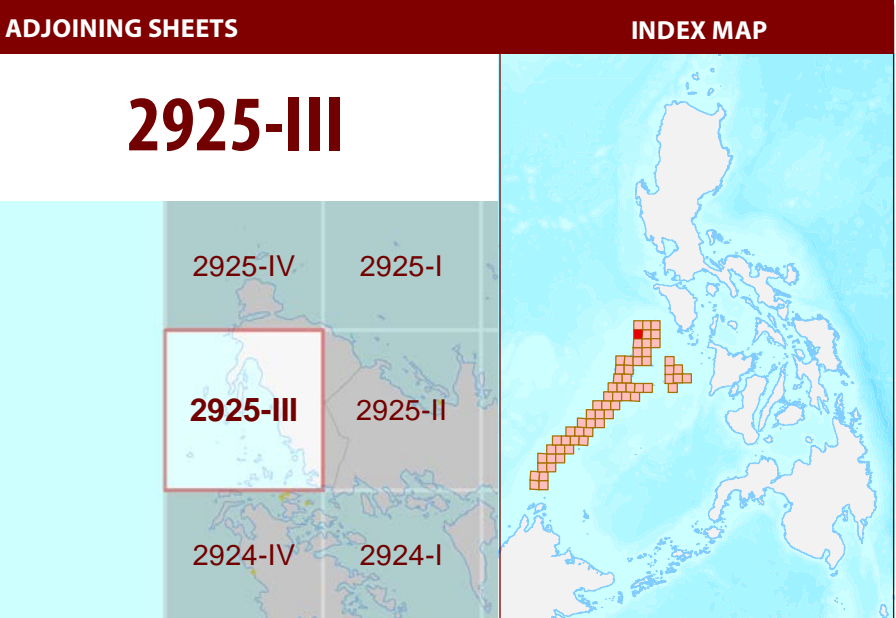 ADJOINING SHEETS
INDEX MAP
2925-III
2925-IV
2925-I
2925-III
2925-II
2924-IV
2924-I